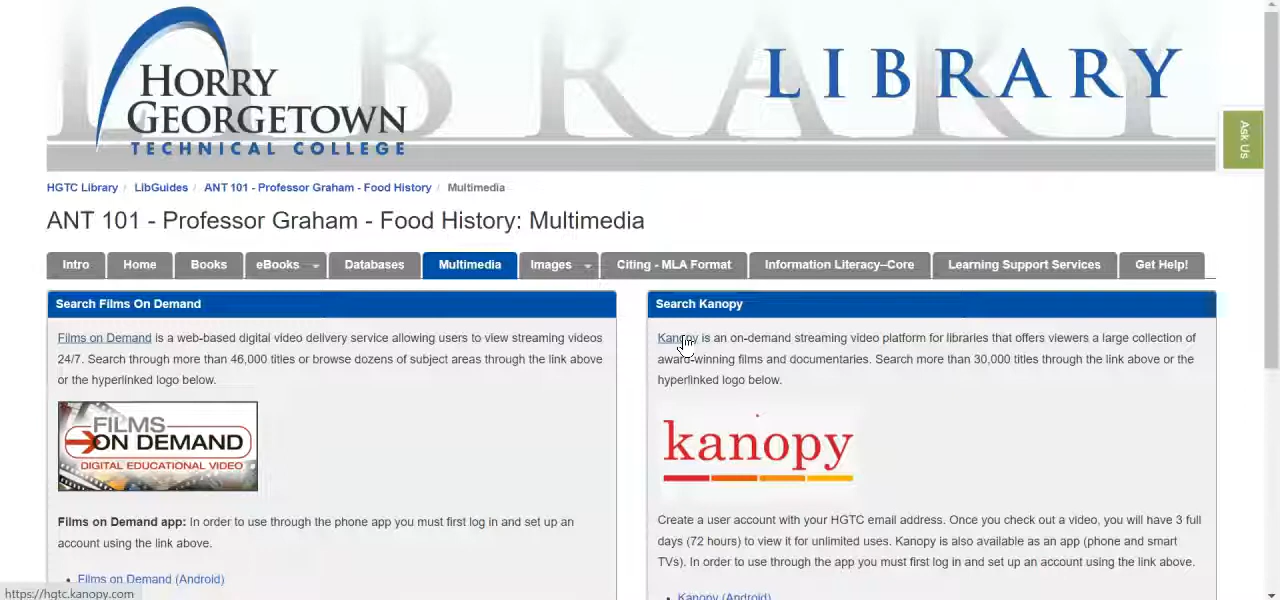 HORRY
GEORGETOWN
TECHNICAL COLLEGE
LIBRARY
Ask Us
HGTC Library / LibGuides / ANT 101 - Professor Graham - Food History / Multimedia
ANT 101 - Professor Graham - Food History: Multimedia
Intro Home Books eBooks Databases Multimedia Images Citing - MLA Format Information Literacy–Core Learning Support Services Get Help!
Search Films On Demand
Films on Demand is a web-based digital video delivery service allowing users to view streaming videos
24/7. Search through more than 46,000 titles or browse dozens of subject areas through the link above
or the hyperlinked logo below.
FILMS
ON DEMAND
DIGITAL EDUCATIONAL VIDEO
Films on Demand app: In order to use through the phone app you must first log in and set up an
account using the link above.
• Films on Demand (Android)
Search Kanopy
Kanopy is an on-demand streaming video platform for libraries that offers viewers a large collection of
award-winning films and documentaries. Search more than 30,000 titles through the link above or the
hyperlinked logo below.
kanopy
Create a user account with your HGTC email address. Once you check out a video, you will have 3 full
days (72 hours) to view it for unlimited uses. Kanopy is also available as an app (phone and smart
TVs). In order to use through the app you must first log in and set up an account using the link above.
Kanopy (Android)
https://hgtc.kanopy.com